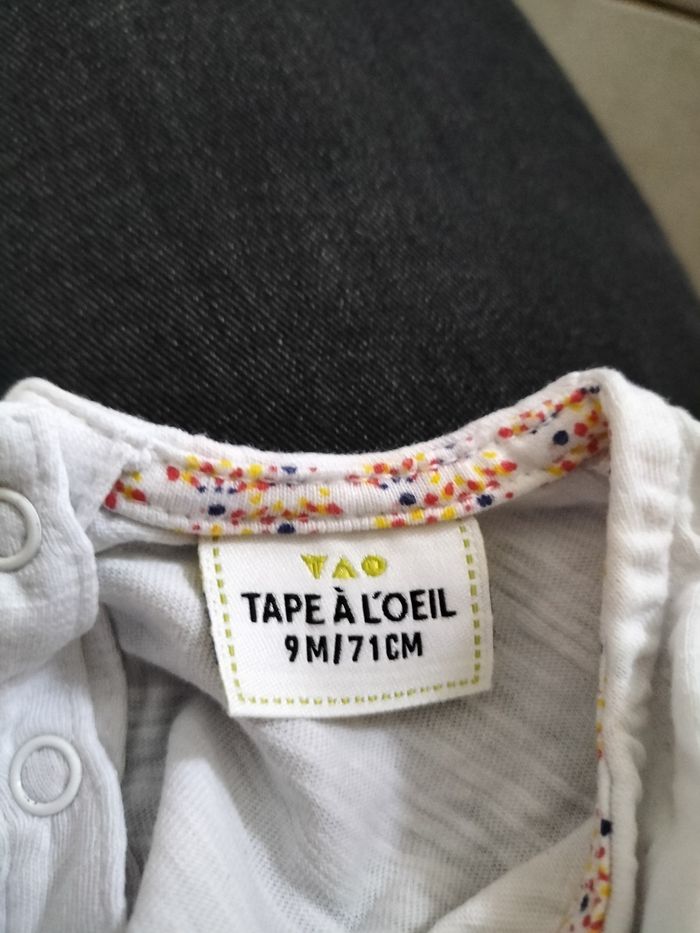 TAO
TAPE À L'OEIL
9M/71CM